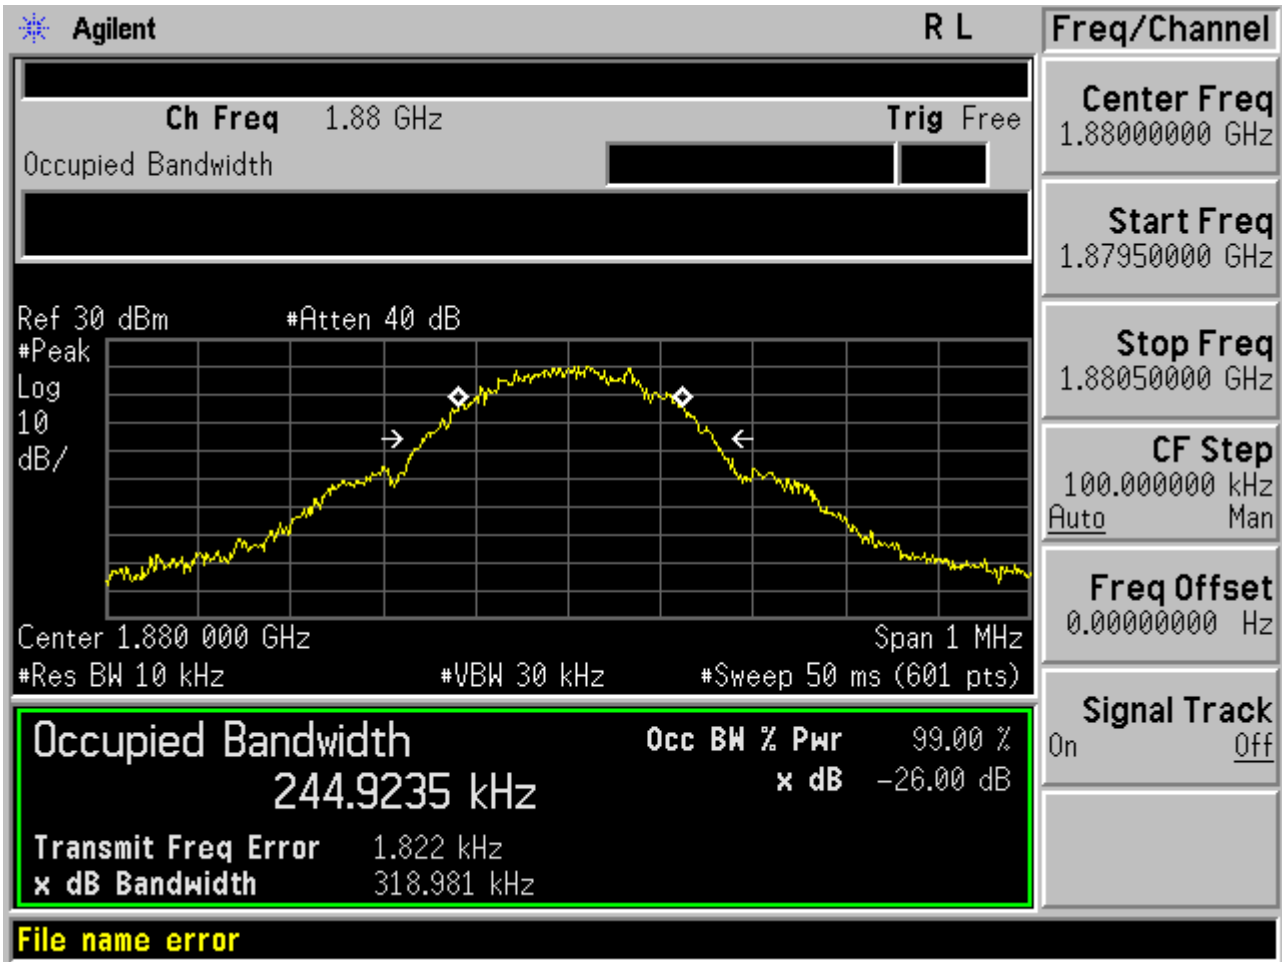 Agilent
R L
Freq/Channel
Ch Freq 1.88 GHz
Trig Free
Occupied Bandwidth
Center Freq
1.88000000 GHz
Start Freq
1.87950000 GHz
Stop Freq
1.88050000 GHz
CF Step
100.000000 kHz
Auto Man
Freq Offset
0.00000000 Hz
Signal Track
On Off
Ref 30 dBm
#Atten 40 dB
#Peak
Log
10
dB/
Center 1.880 000 GHz
Span 1 MHz
#Res BW 10 kHz
#VBW 30 kHz
#Sweep 50 ms (601 pts)
Occupied Bandwidth
244.9235 kHz
Occ BW % Pwr 99.00 %
x dB -26.00 dB
Transmit Freq Error 1.822 kHz
x dB Bandwidth 318.981 kHz
File name error